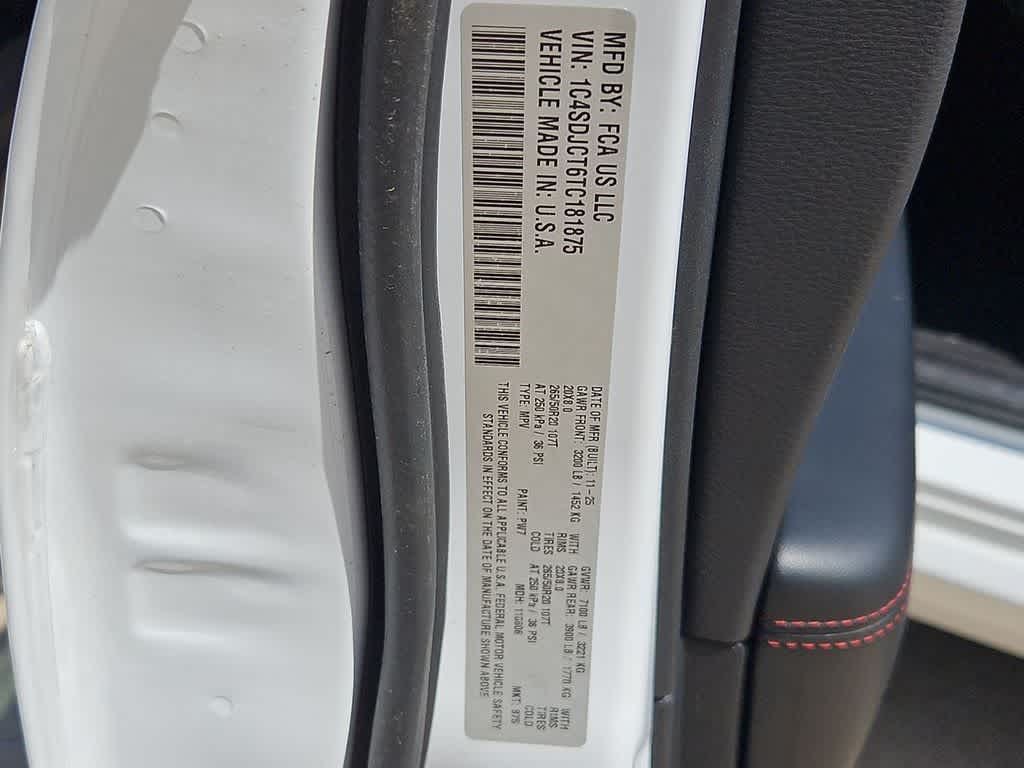 MFD BY: FCA US LLC
VIN: 1C4SDJCT6TC181875
VEHICLE MADE IN: U.S.A.
DATE OF MFR (BUILT): 11-25 GVWR: 7100 LB / 3221 KG
GAWR FRONT: 3200 LB / 1452 KG WITH GAWR REAR: 3900 LB / 1770 KG WITH
20X8.0 RIMS 20X8.0 RIMS
265/50R20 107T TIRES 265/50R20 107T TIRES
AT 250 kPa / 36 PSI COLD AT 250 kPa / 36 PSI COLD
TYPE: MPV PAINT: PW7 MDH: MKT:
THIS VEHICLE CONFORMS TO ALL APPLICABLE U.S.A. FEDERAL MOTOR VEHICLE SAFETY
STANDARDS IN EFFECT ON THE DATE OF MANUFACTURE SHOWN ABOVE